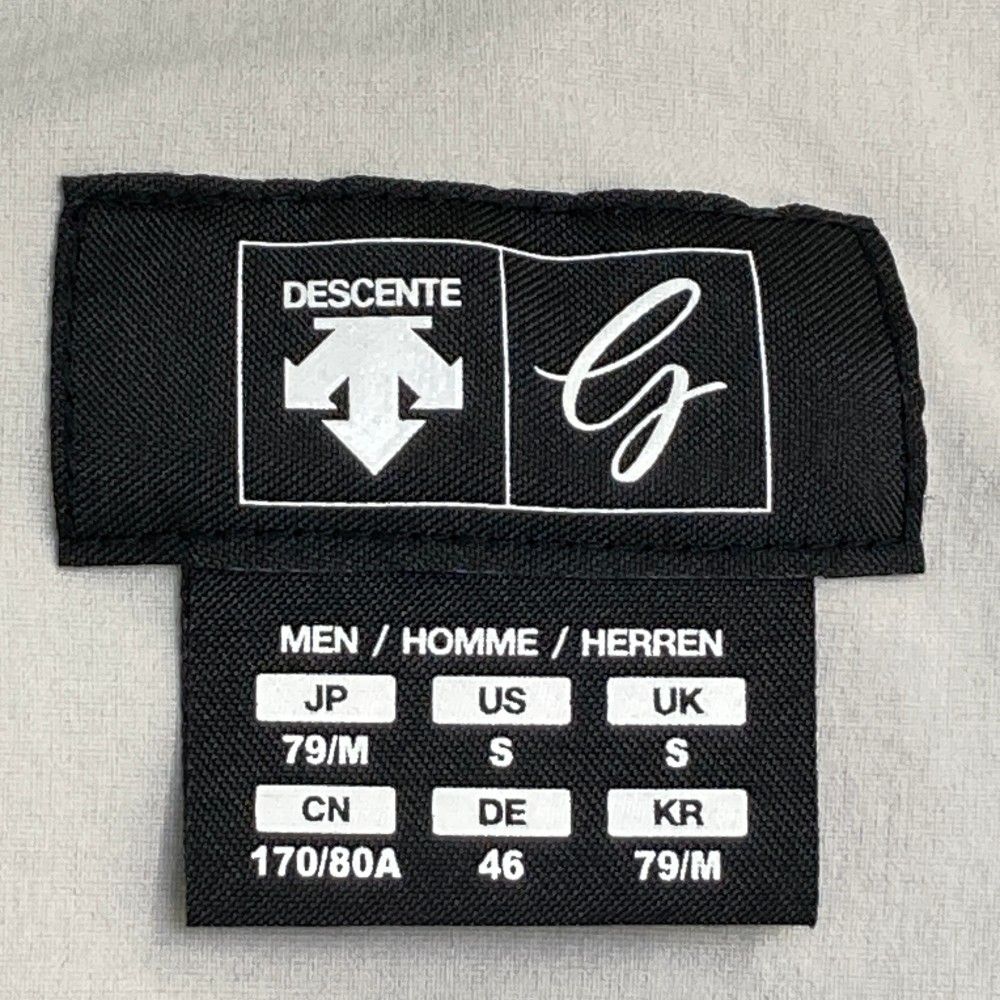 DESCENTE
G
MEN / HOMME / HERREN
JP US UK
79/M S S
CN DE KR
170/80A 46 79/M